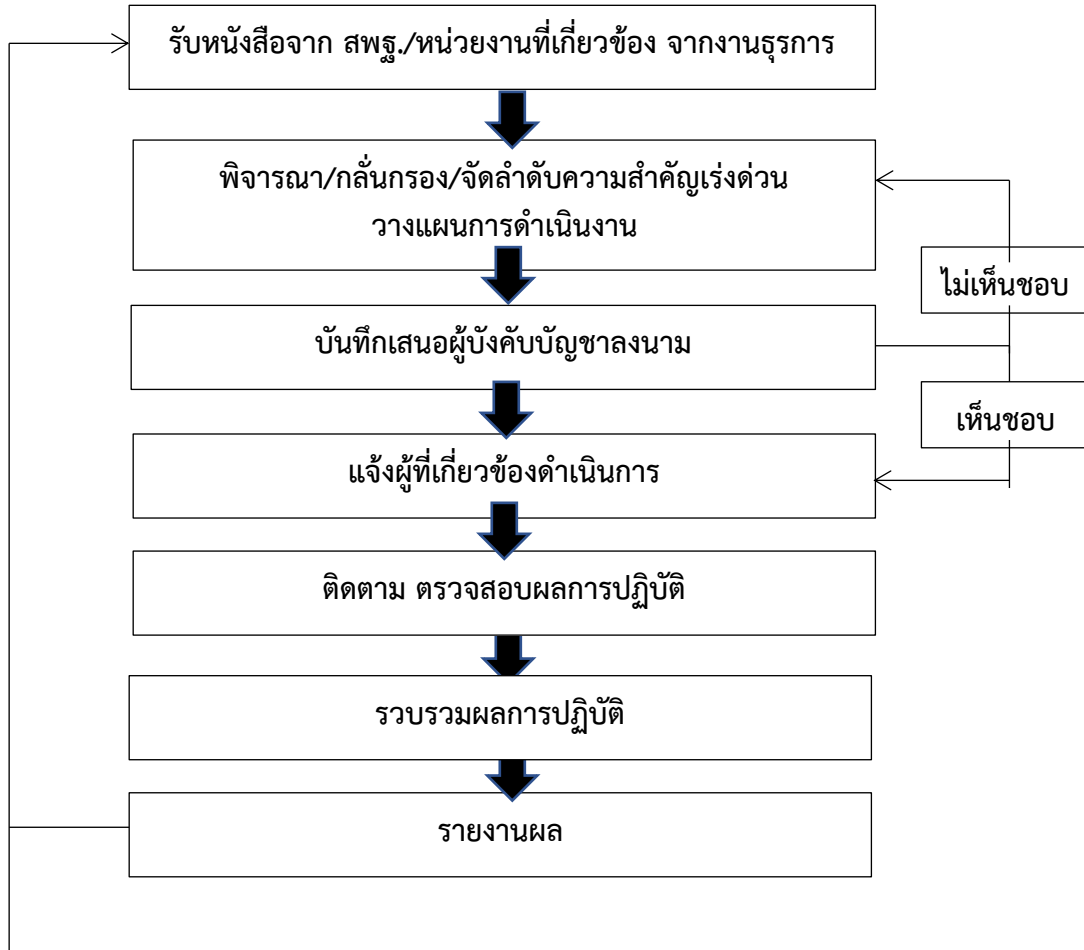 รับหนังสือจาก สพฐ./หน่วยงานที่เกี่ยวข้อง จากงานธุรการ
พิจารณา/กลั่นกรอง/จัดลำดับความสำคัญเร่งด่วน
วางแผนการดำเนินงาน
ไม่เห็นชอบ
บันทึกเสนอผู้บังคับบัญชาลงนาม
เห็นชอบ
แจ้งผู้ที่เกี่ยวข้องดำเนินการ
ติดตาม ตรวจสอบผลการปฏิบัติ
รวบรวมผลการปฏิบัติ
รายงานผล